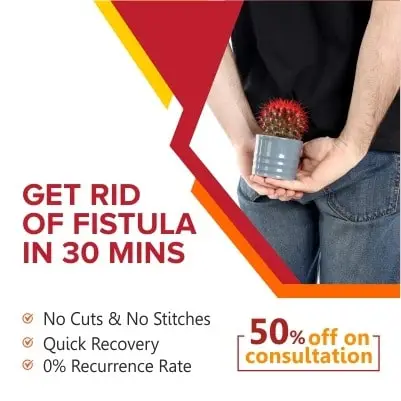 GET RID
OF FISTULA
IN 30 MINS
No Cuts & No Stitches
Quick Recovery
0% Recurrence Rate
50% off on
consultation